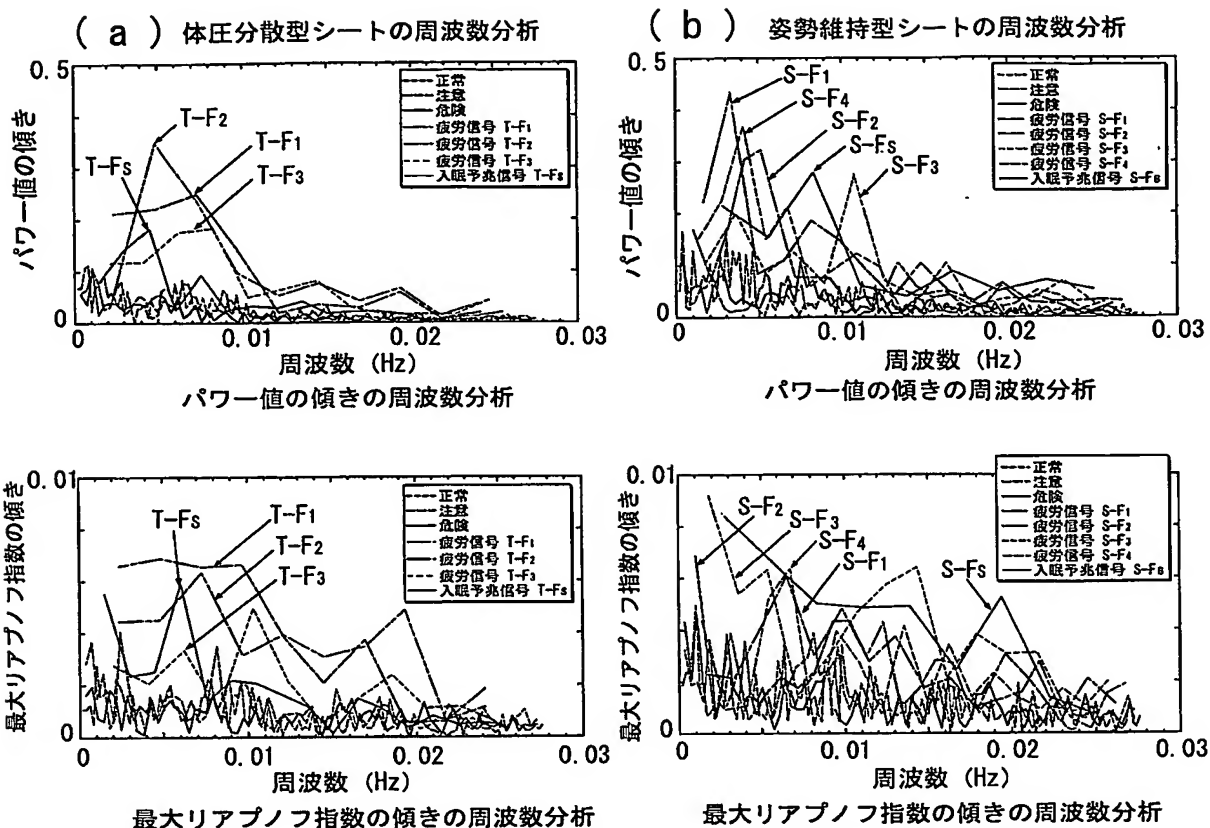 (a) 体圧分散型シートの周波数分析
0.5
パワー値の傾き
0
0
0.01
0.02
0.03
周波数 (Hz)
T-F2
T-F1
T-Fs
T-F3
正常
注意
危険
疲労信号 T-F1
疲労信号 T-F2
疲労信号 T-F3
入眠予兆信号 T-Fs
パワー値の傾きの周波数分析
(b) 姿勢維持型シートの周波数分析
0.5
パワー値の傾き
0
0
0.01
0.02
0.03
周波数 (Hz)
S-F1
S-F4
S-F2
S-Fs
S-F3
正常
注意
危険
疲労信号 S-F1
疲労信号 S-F2
疲労信号 S-F3
疲労信号 S-F4
入眠予兆信号 S-Fs
パワー値の傾きの周波数分析
0.01
最大リアプノフ指数の傾き
0
0
0.01
0.02
0.03
周波数 (Hz)
T-Fs
T-F1
T-F2
T-F3
正常
注意
危険
疲労信号 T-F1
疲労信号 T-F2
疲労信号 T-F3
入眠予兆信号 T-Fs
最大リアプノフ指数の傾きの周波数分析
0.01
最大リアプノフ指数の傾き
0
0
0.01
0.02
0.03
周波数 (Hz)
S-F2
S-F3
S-F4
S-F1
S-Fs
正常
注意
危険
疲労信号 S-F1
疲労信号 S-F2
疲労信号 S-F3
疲労信号 S-F4
入眠予兆信号 S-Fs
最大リアプノフ指数の傾きの周波数分析